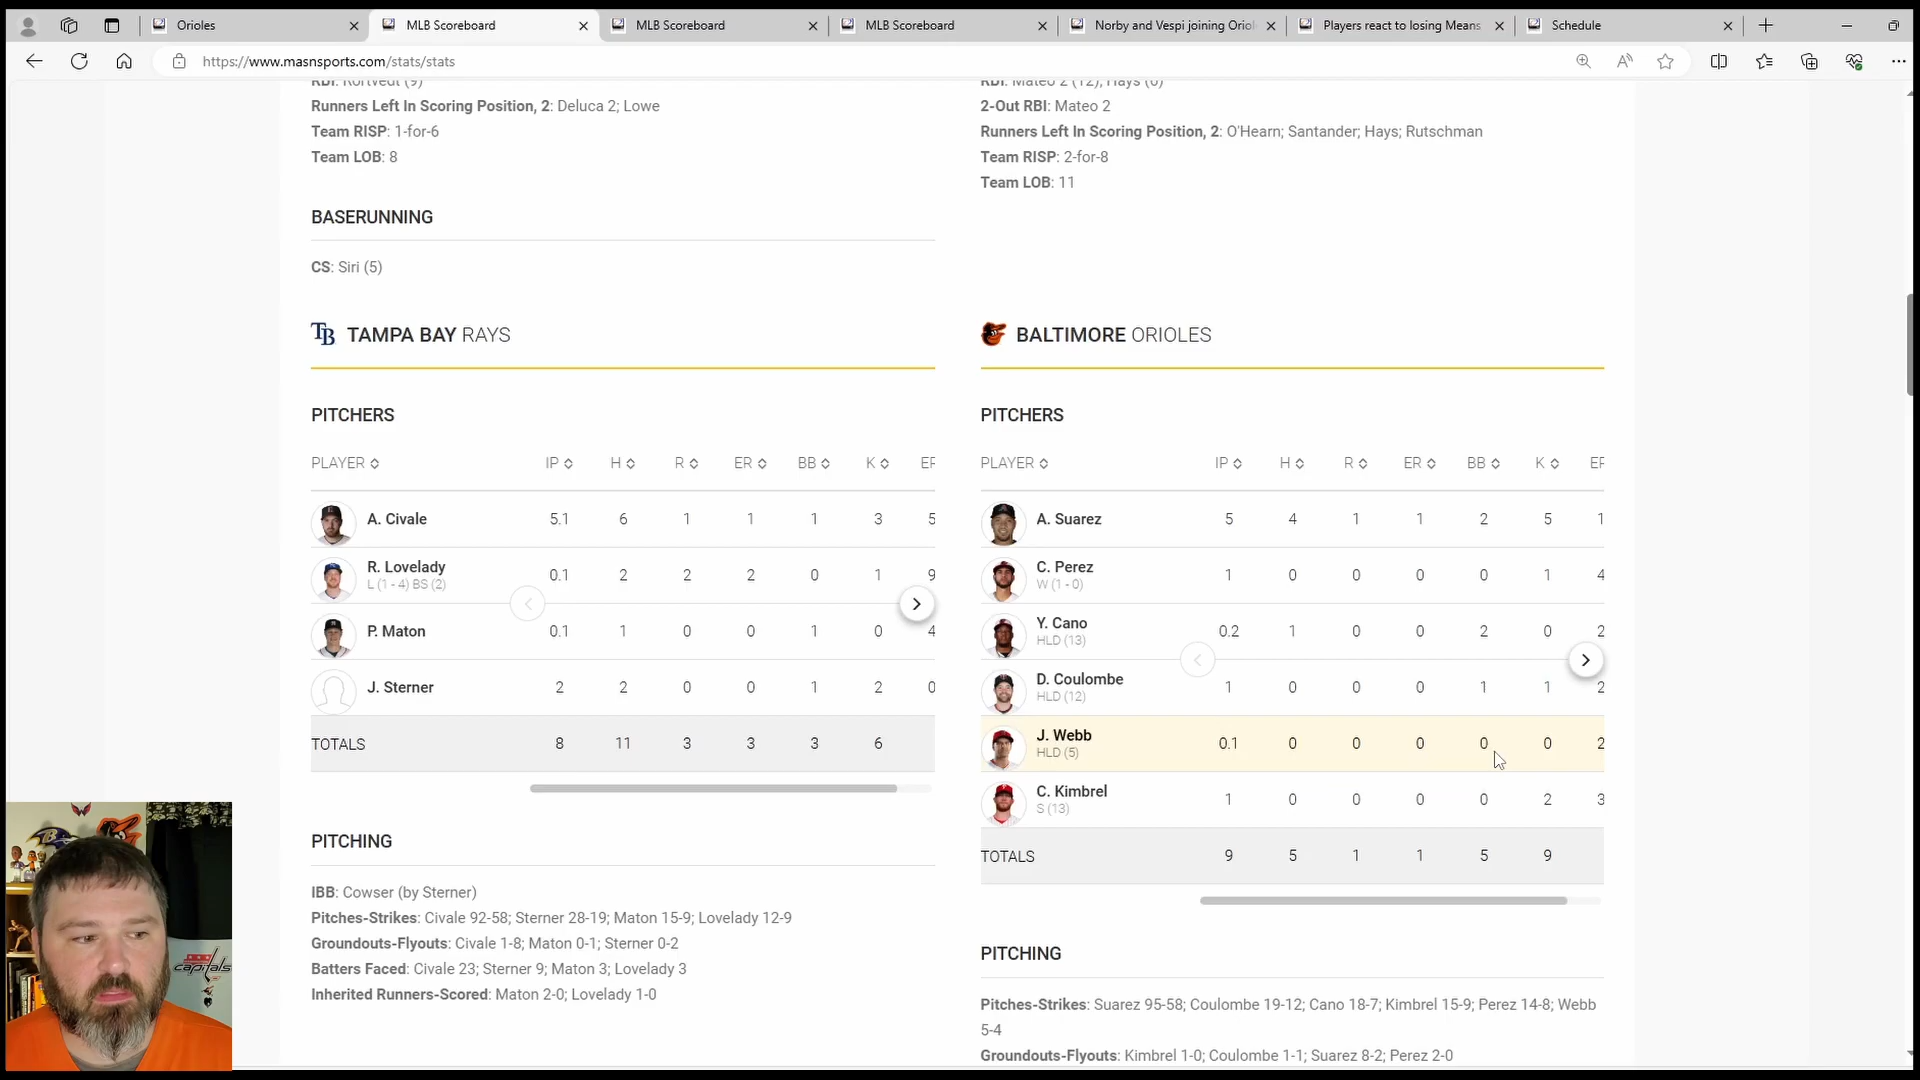 Orioles
MLB Scoreboard
MLB Scoreboard
MLB Scoreboard
Norby and Vespi joining Oriol
Players react to losing Means
Schedule
https://www.masnsports.com/stats/stats
RBI: Rortvedt (9)
Runners Left In Scoring Position, 2: Deluca 2; Lowe
Team RISP: 1-for-6
Team LOB: 8
BASERUNNING
CS: Siri (5)
RBI: Mateo 2 (12); Hays (6)
2-Out RBI: Mateo 2
Runners Left In Scoring Position, 2: O'Hearn; Santander; Hays; Rutschman
Team RISP: 2-for-8
Team LOB: 11
TB TAMPA BAY RAYS
PITCHERS
PLAYER IP H R ER BB K ER
A. Civale 5.1 6 1 1 1 3 5
R. Lovelady 0.1 2 2 2 0 1 9
L (1 - 4) BS (2)
P. Maton 0.1 1 0 0 1 0 4
J. Sterner 2 2 0 0 1 2 0
TOTALS 8 11 3 3 3 6
PITCHING
IBB: Cowser (by Sterner)
Pitches-Strikes: Civale 92-58; Sterner 28-19; Maton 15-9; Lovelady 12-9
Groundouts-Flyouts: Civale 1-8; Maton 0-1; Sterner 0-2
Batters Faced: Civale 23; Sterner 9; Maton 3; Lovelady 3
Inherited Runners-Scored: Maton 2-0; Lovelady 1-0
BALTIMORE ORIOLES
PITCHERS
PLAYER IP H R ER BB K ER
A. Suarez 5 4 1 1 2 5 1
C. Perez 1 0 0 0 0 1 4
W (1 - 0)
Y. Cano 0.2 1 0 0 2 0 2
HLD (13)
D. Coulombe 1 0 0 0 1 1 2
HLD (12)
J. Webb 0.1 0 0 0 0 0 2
HLD (5)
C. Kimbrel 1 0 0 0 0 2 3
S (13)
TOTALS 9 5 1 1 5 9
PITCHING
Pitches-Strikes: Suarez 95-58; Coulombe 19-12; Cano 18-7; Kimbrel 15-9; Perez 14-8; Webb
5-4
Groundouts-Flyouts: Kimbrel 1-0; Coulombe 1-1; Suarez 8-2; Perez 2-0
capitals